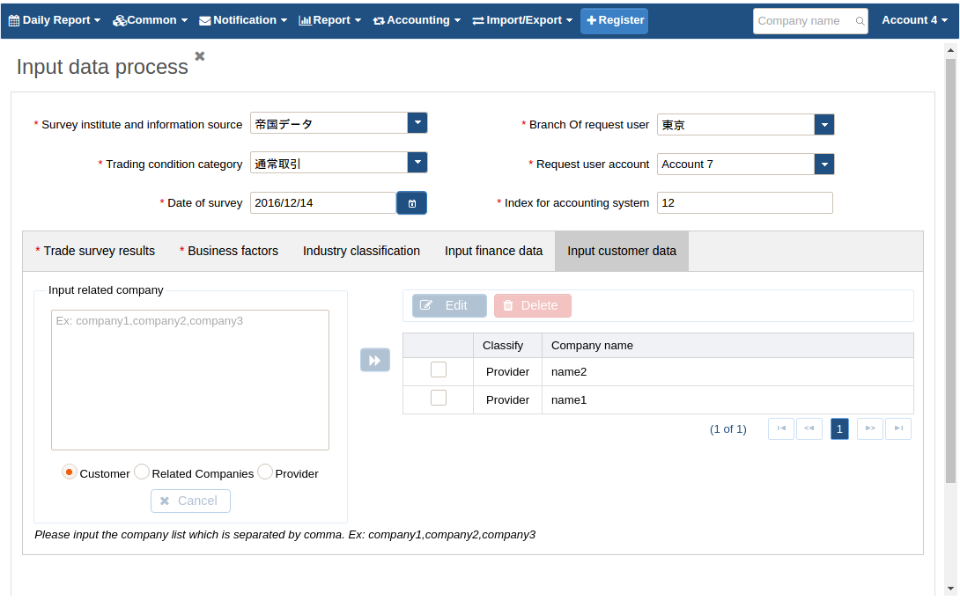 Daily Report Common Notification Report Accounting Import/Export Register Company name Account 4
Input data process
* Survey institute and information source 帝国データ * Branch Of request user 東京
* Trading condition category 通常取引 * Request user account Account 7
* Date of survey 2016/12/14 * Index for accounting system 12
* Trade survey results * Business factors Industry classification Input finance data Input customer data
Input related company
Ex: company1,company2,company3
Customer Related Companies Provider
Cancel
Edit Delete
Classify Company name
Provider name2
Provider name1
(1 of 1) 1
Please input the company list which is separated by comma. Ex: company1,company2,company3